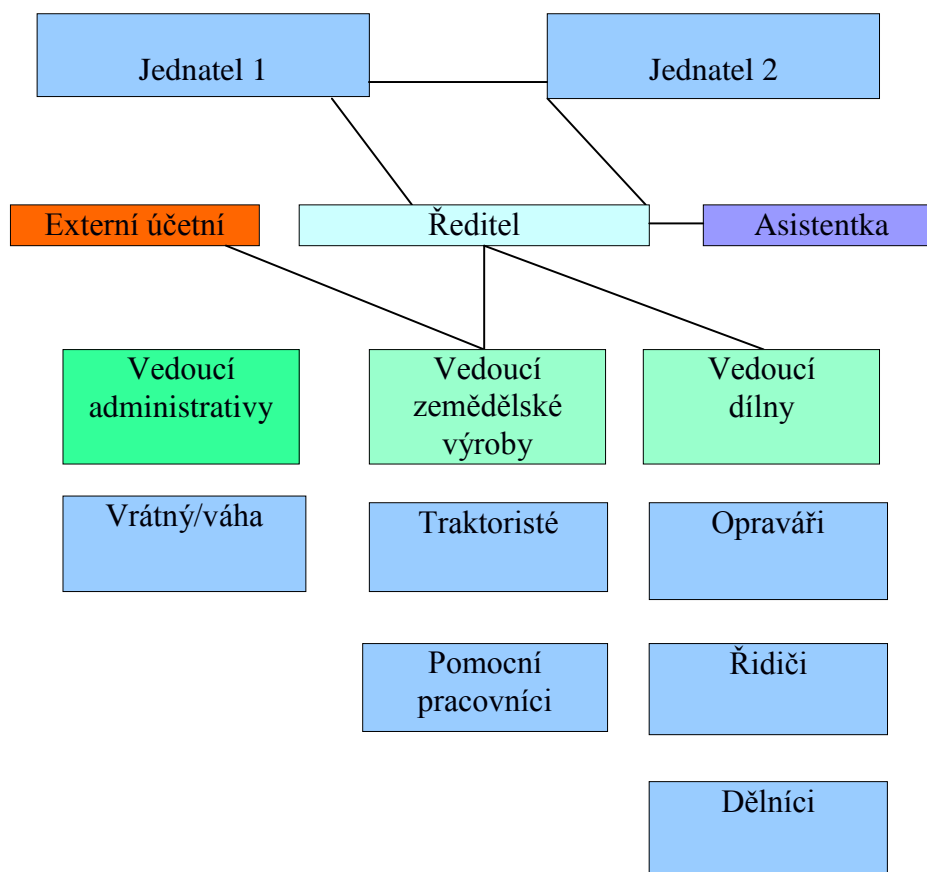 Jednatel 1
Jednatel 2
Externí účetní
Ředitel
Asistentka
Vedoucí
administrativy
Vedoucí
zemědělské
výroby
Vedoucí
dílny
Vrátný/váha
Traktoristé
Opraváři
Pomocní
pracovníci
Řidiči
Dělníci